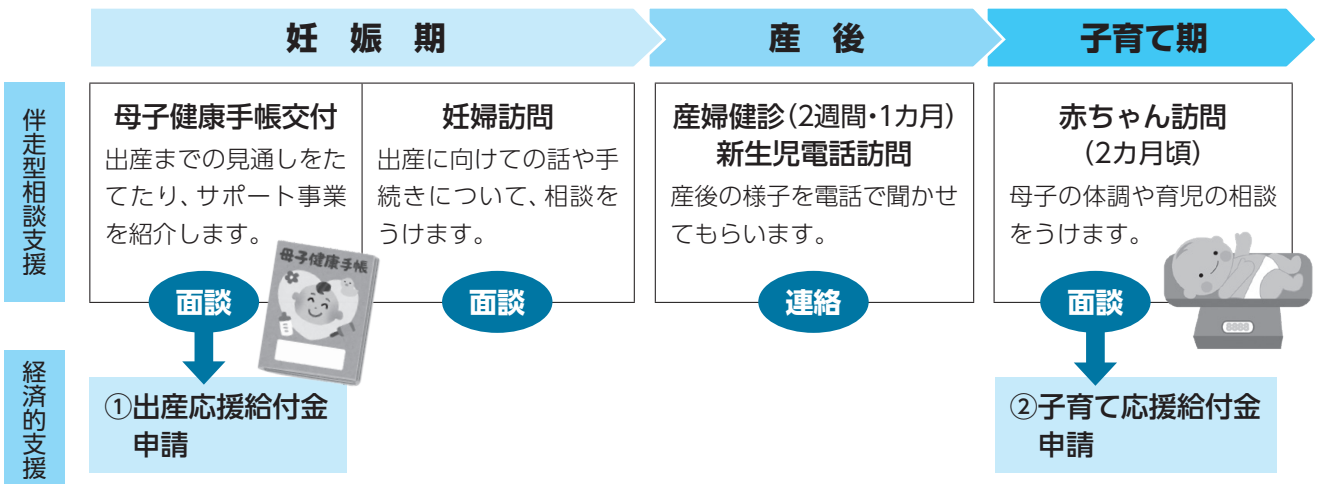 妊娠期
産後
子育て期
伴走型相談支援
母子健康手帳交付
出産までの見通しをた
てたり、サポート事業
を紹介します。
面談
母子健康手帳
妊婦訪問
出産に向けての話や手
続きについて、相談を
うけます。
面談
産婦健診(2週間・1カ月)
新生児電話訪問
産後の様子を電話で聞かせ
てもらいます。
連絡
赤ちゃん訪問
(2カ月頃)
母子の体調や育児の相談
をうけます。
面談
8888
経済的支援
①出産応援給付金
申請
②子育て応援給付金
申請